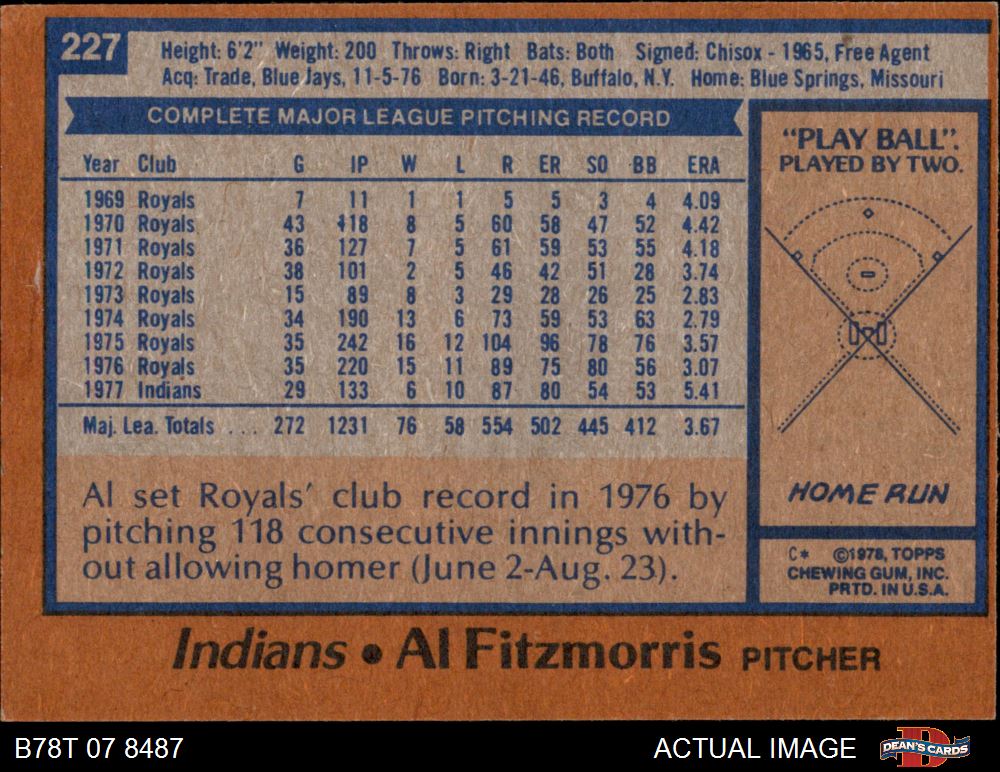 227
Height: 6'2" Weight: 200 Throws: Right Bats: Both Signed: Chisox - 1965, Free Agent
Acq: Trade, Blue Jays, 11-5-76 Born: 3-21-46, Buffalo, N.Y. Home: Blue Springs, Missouri
COMPLETE MAJOR LEAGUE PITCHING RECORD
Year Club G IP W L R ER SO BB ERA
1969 Royals 7 11 1 1 5 5 3 4 4.09
1970 Royals 43 118 8 5 60 58 47 52 4.42
1971 Royals 36 127 7 5 61 59 53 55 4.18
1972 Royals 38 101 2 5 46 42 51 28 3.74
1973 Royals 15 89 8 3 29 28 26 25 2.83
1974 Royals 34 190 13 6 73 59 53 63 2.79
1975 Royals 35 242 16 12 104 96 78 76 3.57
1976 Royals 35 220 15 11 89 75 80 56 3.07
1977 Indians 29 133 6 10 87 80 54 53 5.41
Maj. Lea. Totals . . . 272 1231 76 58 554 502 445 412 3.67
Al set Royals' club record in 1976 by
pitching 118 consecutive innings with-
out allowing homer (June 2-Aug. 23).
"PLAY BALL".
PLAYED BY TWO.
HOME RUN
C* ©1978, TOPPS
CHEWING GUM, INC.
PRTD. IN U.S.A.
Indians • Al Fitzmorris PITCHER
B78T 07 8487
ACTUAL IMAGE
D
DEAN'S CARDS